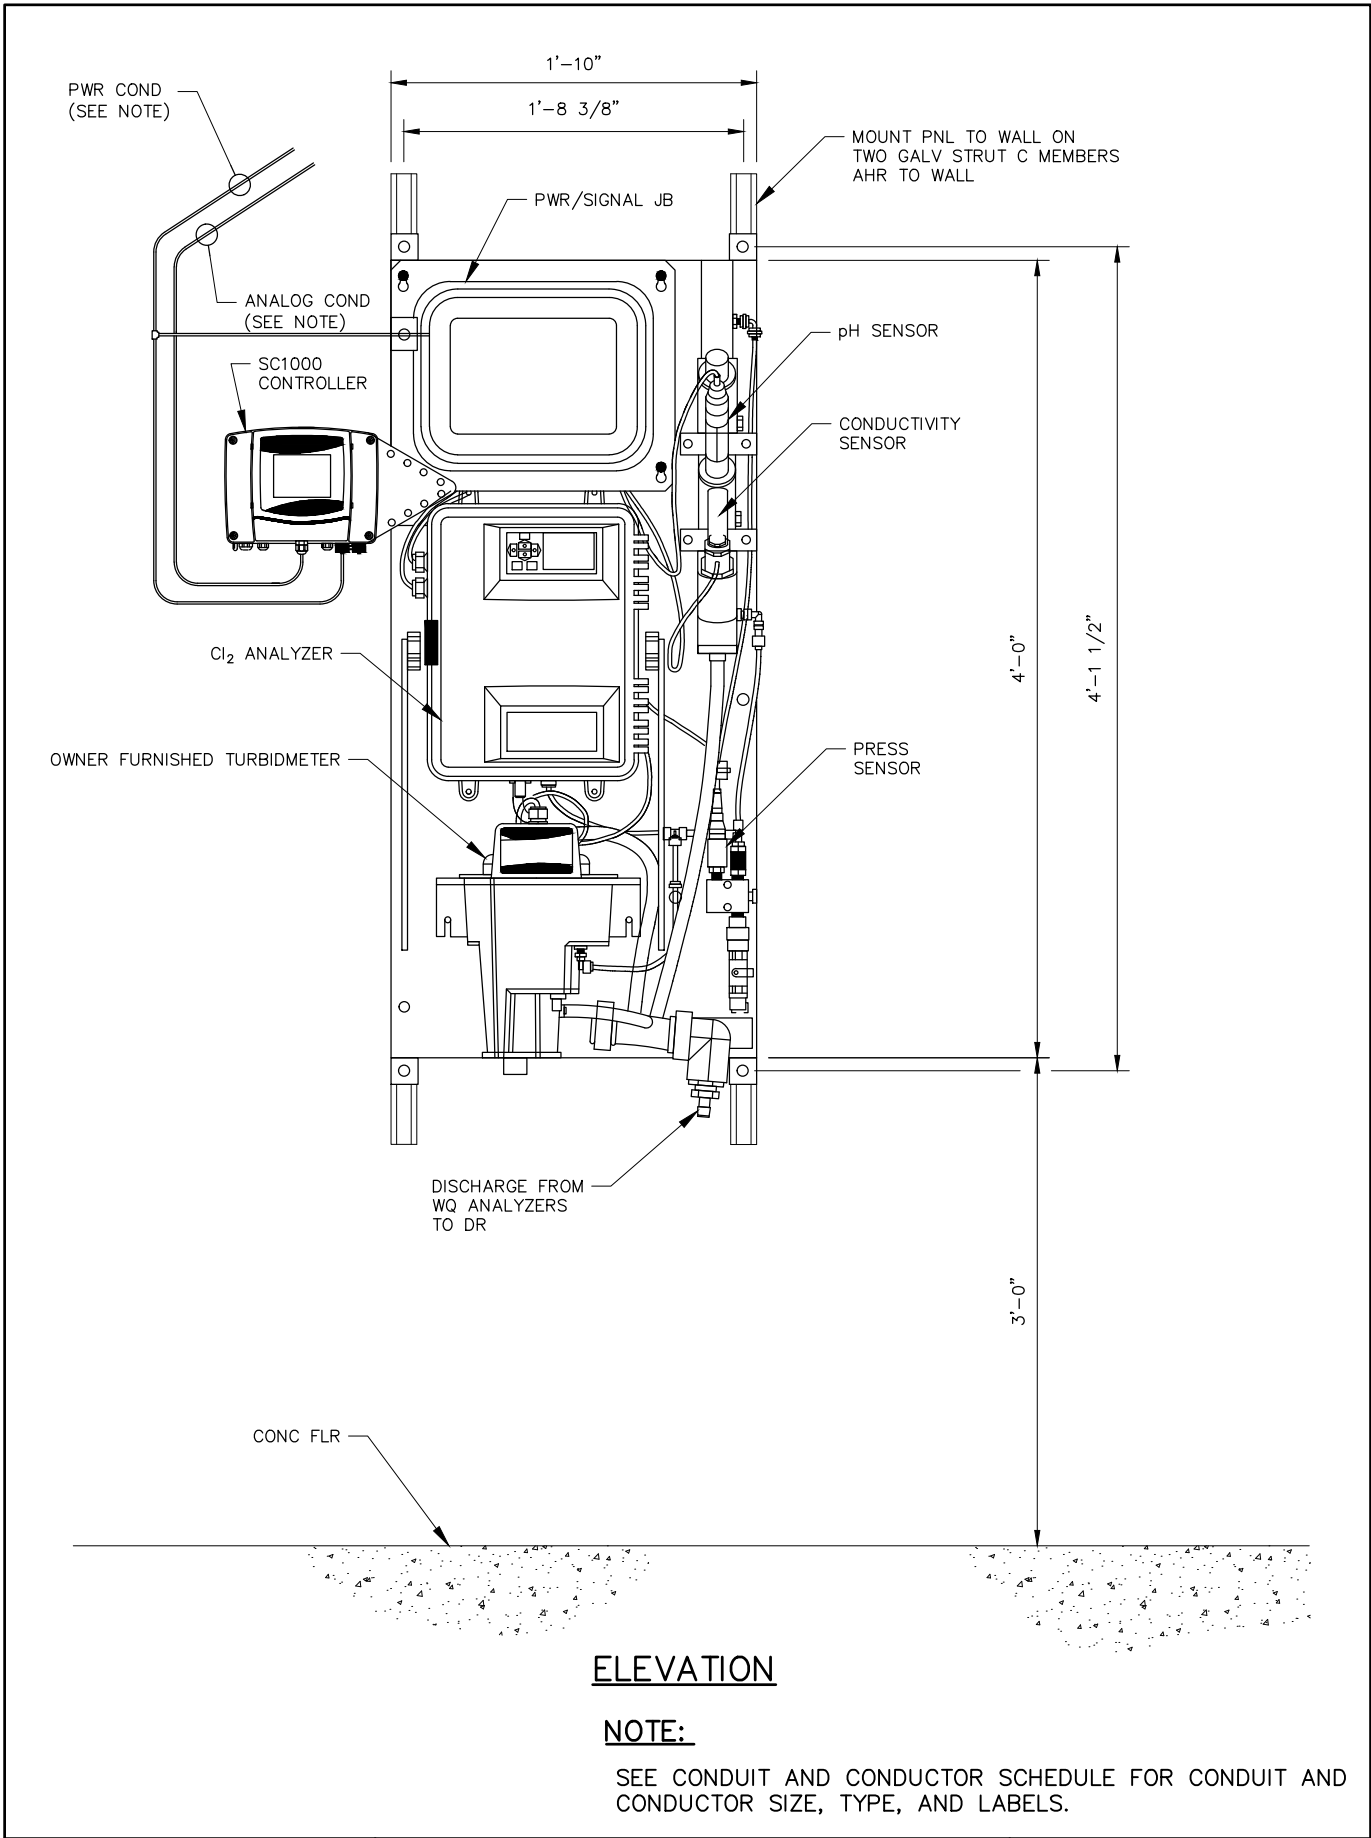 1'-10"
1'-8 3/8"
PWR COND
(SEE NOTE)
MOUNT PNL TO WALL ON
TWO GALV STRUT C MEMBERS
AHR TO WALL
PWR/SIGNAL JB
ANALOG COND
(SEE NOTE)
pH SENSOR
SC1000
CONTROLLER
CONDUCTIVITY
SENSOR
Cl₂ ANALYZER
4'-0"
4'-1 1/2"
OWNER FURNISHED TURBIDMETER
PRESS
SENSOR
DISCHARGE FROM
WQ ANALYZERS
TO DR
3'-0"
CONC FLR
ELEVATION
NOTE:
SEE CONDUIT AND CONDUCTOR SCHEDULE FOR CONDUIT AND
CONDUCTOR SIZE, TYPE, AND LABELS.